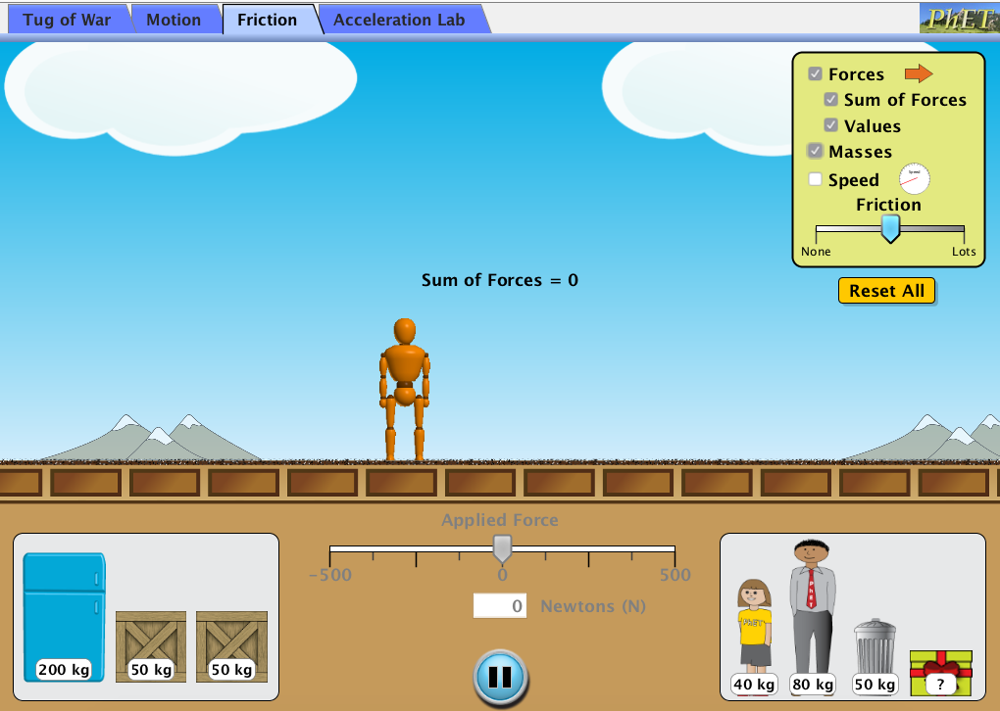 Tug of War
Motion
Friction
Acceleration Lab
PhET
Forces
Sum of Forces
Values
Masses
Speed
Speed
Friction
None
Lots
Reset All
Sum of Forces = 0
Applied Force
-500
0
500
0
Newtons (N)
200 kg
50 kg
50 kg
PhET
PhET
40 kg
80 kg
50 kg
?